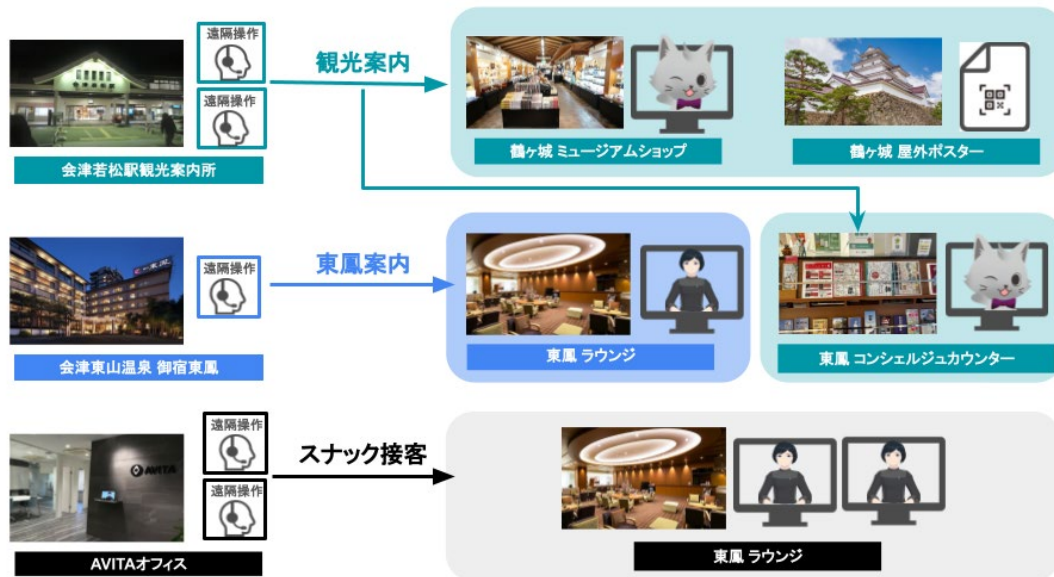 遠隔操作
遠隔操作
観光案内
会津若松駅観光案内所
鶴ヶ城 ミュージアムショップ
鶴ヶ城 屋外ポスター
遠隔操作
東鳳案内
会津東山温泉 御宿東鳳
東鳳 ラウンジ
東鳳 コンシェルジュカウンター
遠隔操作
遠隔操作
スナック接客
AVITA
AVITAオフィス
東鳳 ラウンジ